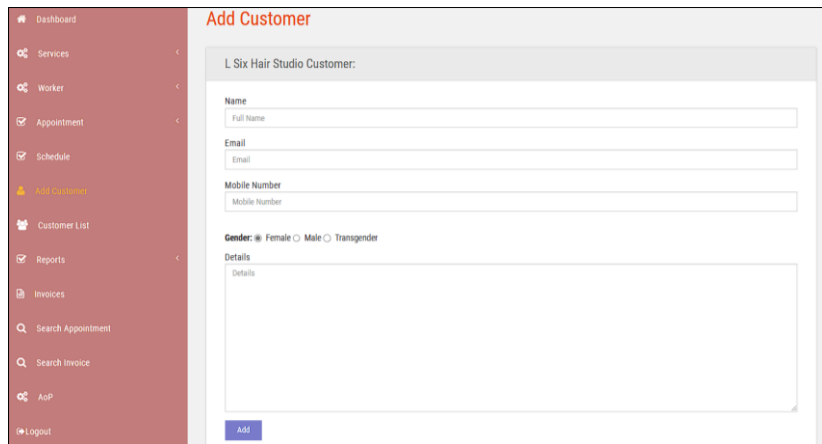 Dashboard
Services
Worker
Appointment
Schedule
Add Customer
Customer List
Reports
Invoices
Search Appointment
Search Invoice
AoP
Logout
Add Customer
L Six Hair Studio Customer:
Name
Full Name
Email
Email
Mobile Number
Mobile Number
Gender: Female Male Transgender
Details
Details
Add